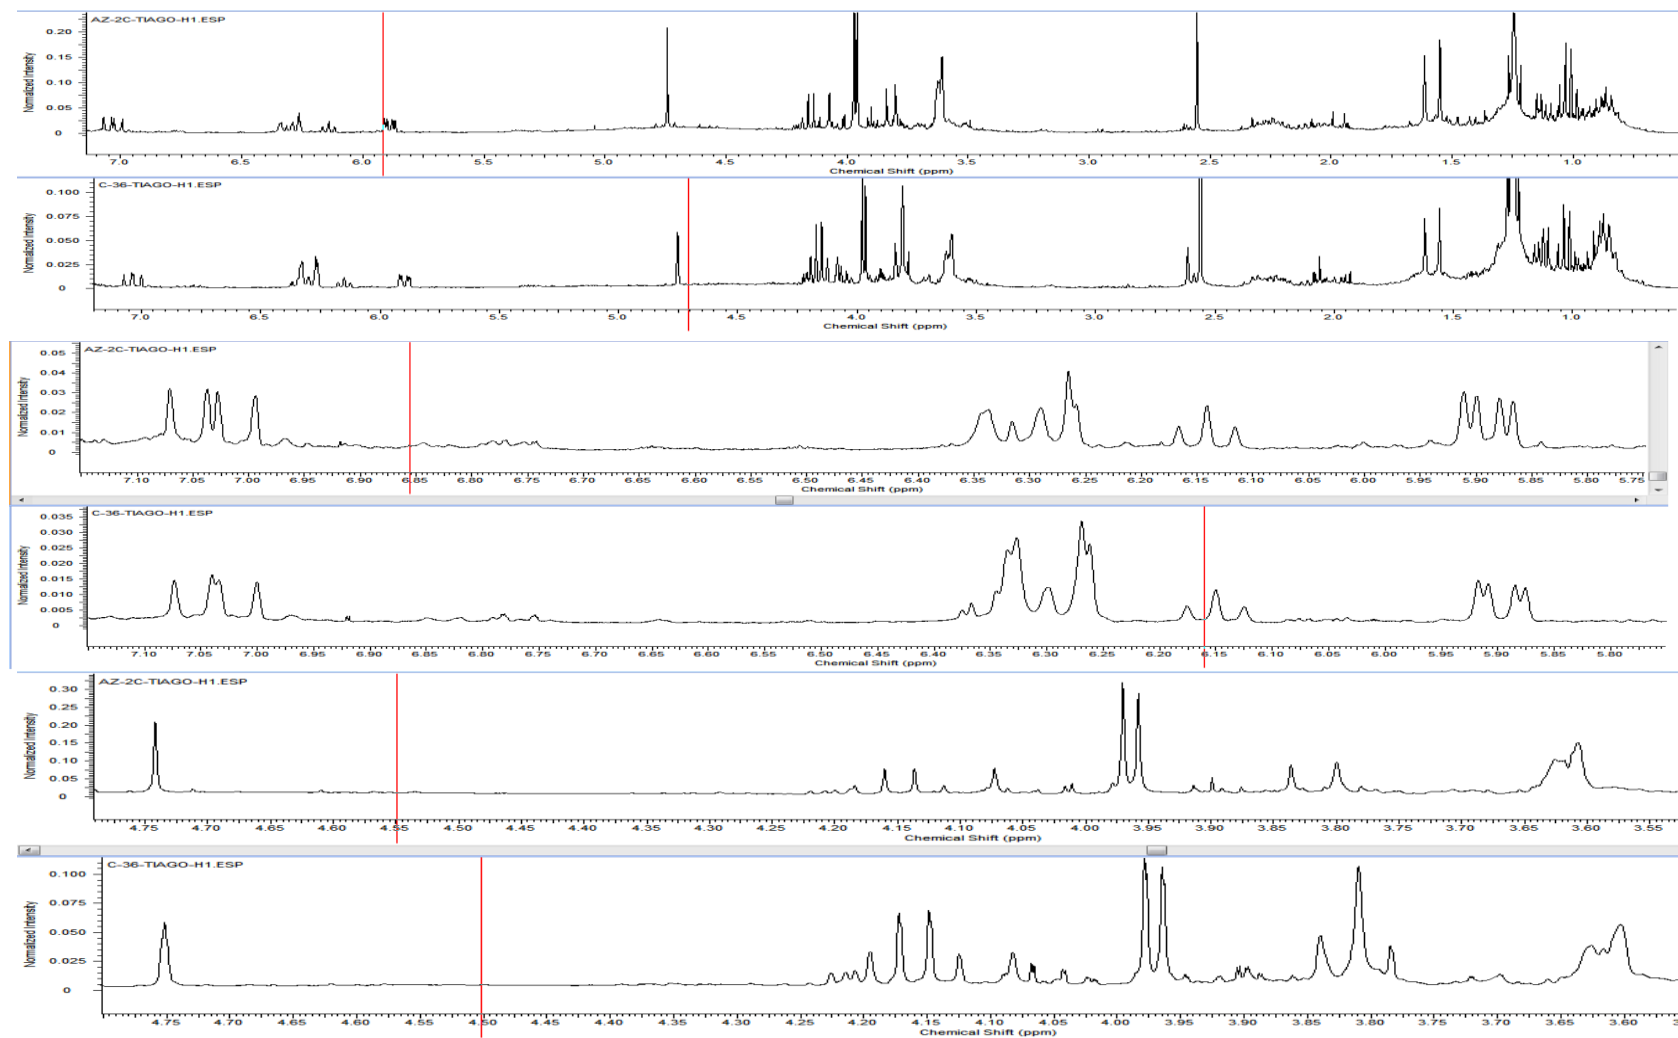 AZ-2C-TIAGO-H1.ESP
Normalized Intensity
0.20
0.15
0.10
0.05
0
7.0 6.5 6.0 5.5 5.0 4.5 4.0 3.5 3.0 2.5 2.0 1.5 1.0
Chemical Shift (ppm)
C-36-TIAGO-H1.ESP
Normalized Intensity
0.100
0.075
0.050
0.025
0
7.0 6.5 6.0 5.5 5.0 4.5 4.0 3.5 3.0 2.5 2.0 1.5 1.0
Chemical Shift (ppm)
AZ-2C-TIAGO-H1.ESP
Normalized Intensity
0.05
0.04
0.03
0.02
0.01
0
7.10 7.05 7.00 6.95 6.90 6.85 6.80 6.75 6.70 6.65 6.60 6.55 6.50 6.45 6.40 6.35 6.30 6.25 6.20 6.15 6.10 6.05 6.00 5.95 5.90 5.85 5.80 5.75
Chemical Shift (ppm)
C-36-TIAGO-H1.ESP
Normalized Intensity
0.035
0.030
0.025
0.020
0.015
0.010
0.005
0
7.10 7.05 7.00 6.95 6.90 6.85 6.80 6.75 6.70 6.65 6.60 6.55 6.50 6.45 6.40 6.35 6.30 6.25 6.20 6.15 6.10 6.05 6.00 5.95 5.90 5.85 5.80
Chemical Shift (ppm)
AZ-2C-TIAGO-H1.ESP
Normalized Intensity
0.30
0.25
0.20
0.15
0.10
0.05
0
4.75 4.70 4.65 4.60 4.55 4.50 4.45 4.40 4.35 4.30 4.25 4.20 4.15 4.10 4.05 4.00 3.95 3.90 3.85 3.80 3.75 3.70 3.65 3.60 3.55
Chemical Shift (ppm)
C-36-TIAGO-H1.ESP
Normalized Intensity
0.100
0.075
0.050
0.025
0
4.75 4.70 4.65 4.60 4.55 4.50 4.45 4.40 4.35 4.30 4.25 4.20 4.15 4.10 4.05 4.00 3.95 3.90 3.85 3.80 3.75 3.70 3.65 3.60
Chemical Shift (ppm)